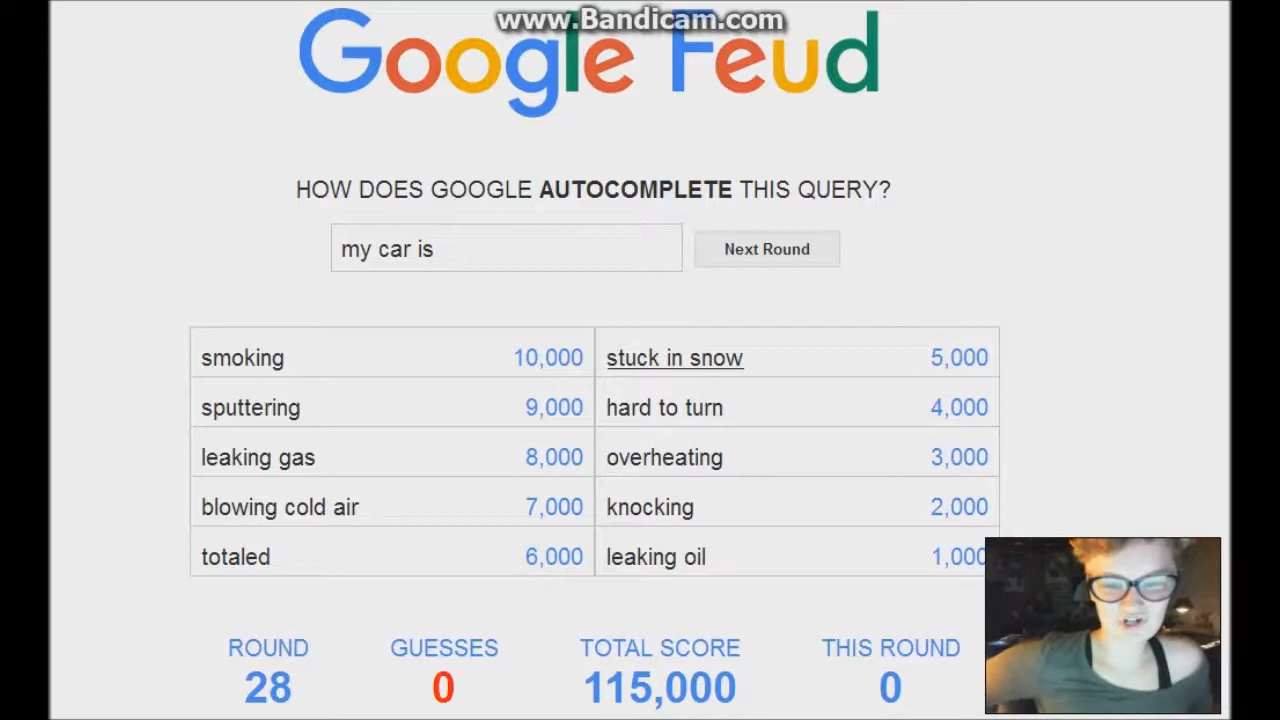 www.Bandicam.com
Google Feud
HOW DOES GOOGLE AUTOCOMPLETE THIS QUERY?
my car is
Next Round
smoking 10,000
sputtering 9,000
leaking gas 8,000
blowing cold air 7,000
totaled 6,000
stuck in snow 5,000
hard to turn 4,000
overheating 3,000
knocking 2,000
leaking oil 1,000
ROUND GUESSES TOTAL SCORE THIS ROUND
28 0 115,000 0